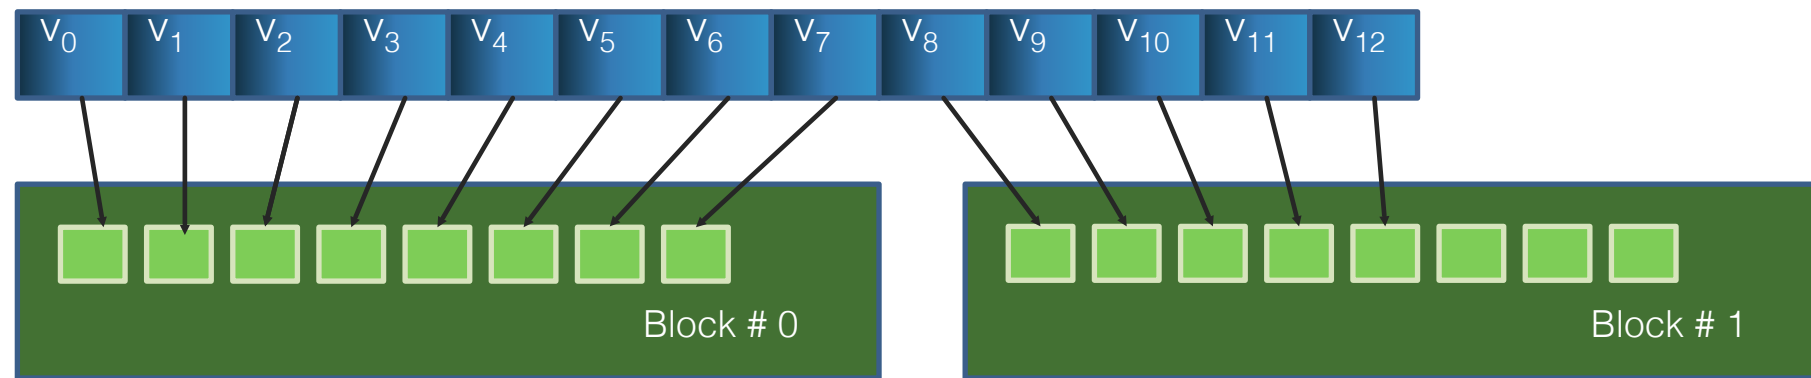 V₀ V₁ V₂ V₃ V₄ V₅ V₆ V₇ V₈ V₉ V₁₀ V₁₁ V₁₂
Block # 0 Block # 1